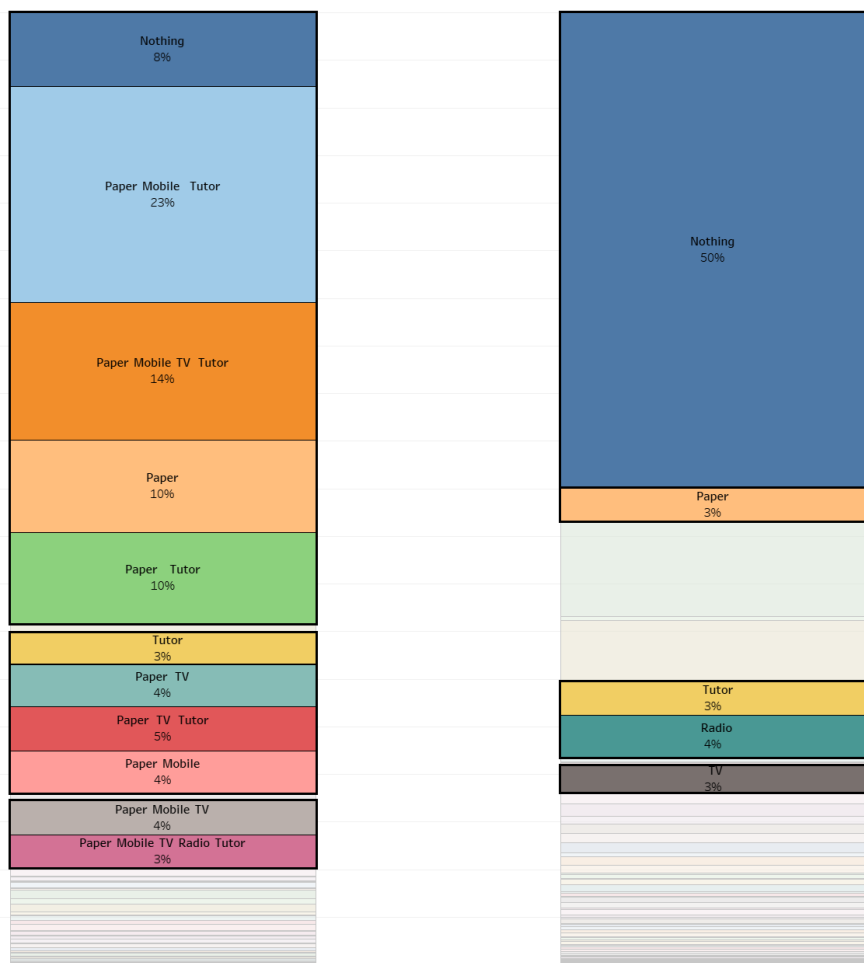 Nothing
8%
Paper Mobile Tutor
23%
Paper Mobile TV Tutor
14%
Paper
10%
Paper Tutor
10%
Tutor
3%
Paper TV
4%
Paper TV Tutor
5%
Paper Mobile
4%
Paper Mobile TV
4%
Paper Mobile TV Radio Tutor
3%
Nothing
50%
Paper
3%
Tutor
3%
Radio
4%
TV
3%